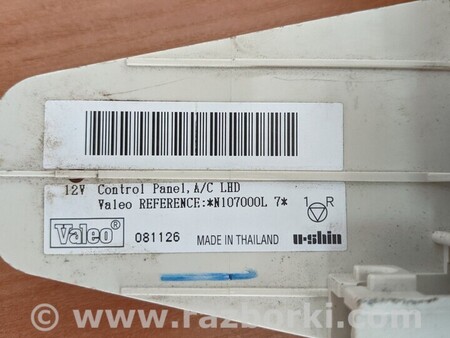 12V Control Panel, A/C LHD
Valeo REFERENCE:*N107000L 7*
1 R
Valeo® 081126 MADE IN THAILAND u-shin
© www.razborki.com